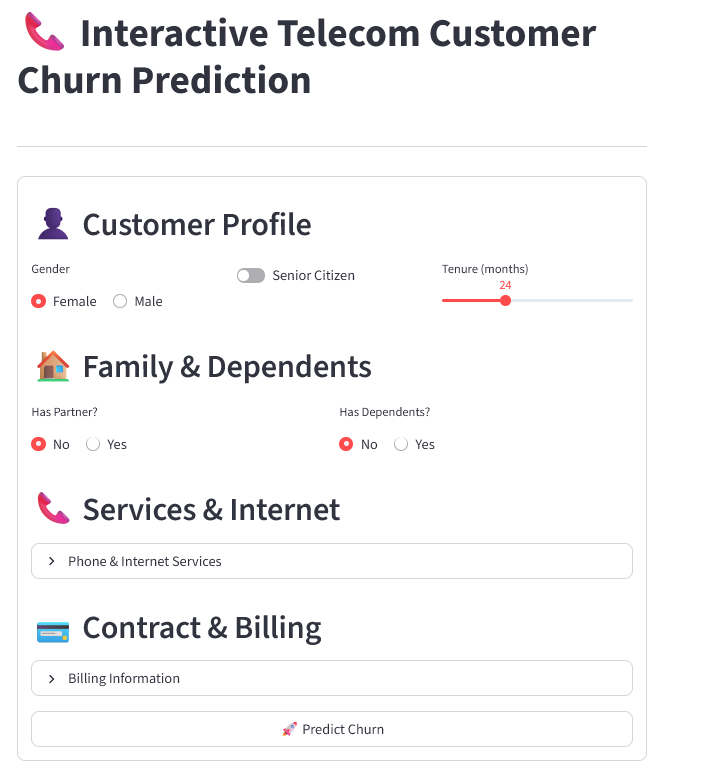 📞 Interactive Telecom Customer
Churn Prediction
👤 Customer Profile
Gender
Female Male
Senior Citizen
Tenure (months)
24
🏠 Family & Dependents
Has Partner?
No Yes
Has Dependents?
No Yes
📞 Services & Internet
Phone & Internet Services
💳 Contract & Billing
Billing Information
🚀 Predict Churn